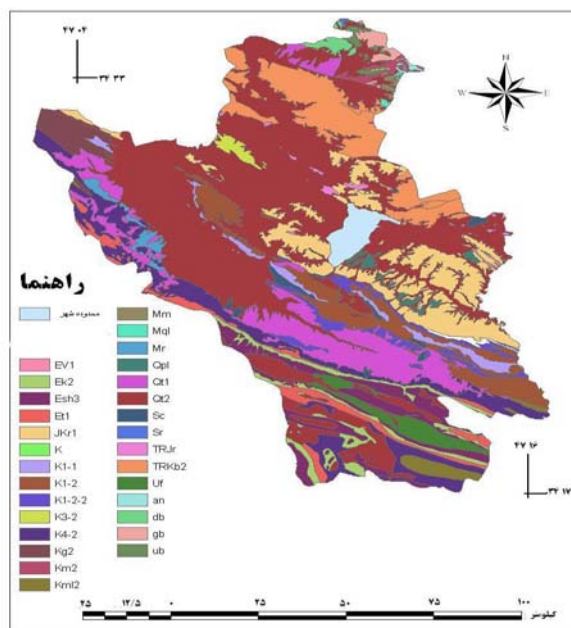 ۴۷ ۰۴
۳۴ ۳۳
N
W E
S
راهنما
محدوده شهر
EV1
Ek2
Esh3
Et1
JKr1
K
K1-1
K1-2
K1-2-2
K3-2
K4-2
Kg2
Km2
Kml2
Mm
Mql
Mr
Qpl
Qt1
Qt2
Sc
Sr
TRJr
TRKb2
Uf
an
db
gb
ub
۴۷ ۱۶
۳۴ ۱۷
۲۵ ۱۲/۵ ۰ ۲۵ ۵۰ ۷۵ ۱۰۰
کیلومتر